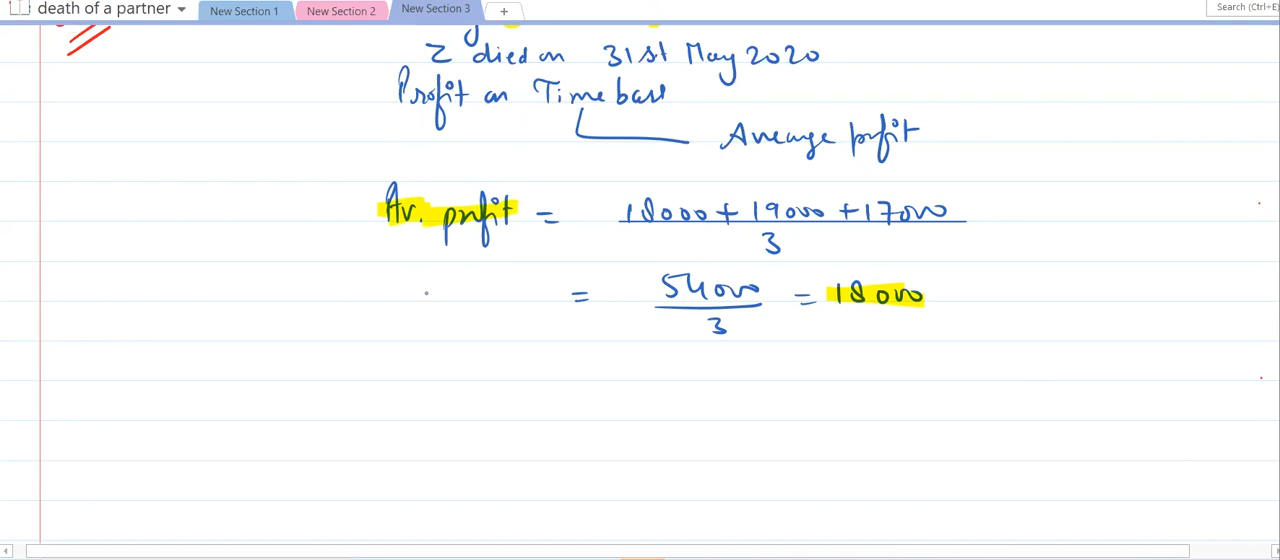 death of a partner
New Section 1
New Section 2
New Section 3
+
Search (Ctrl+E)
Z died on 31st May 2020
Profit on Time base
Average profit
Av. profit = 18000 + 19000 + 17000
3
= 54000 = 18000
3